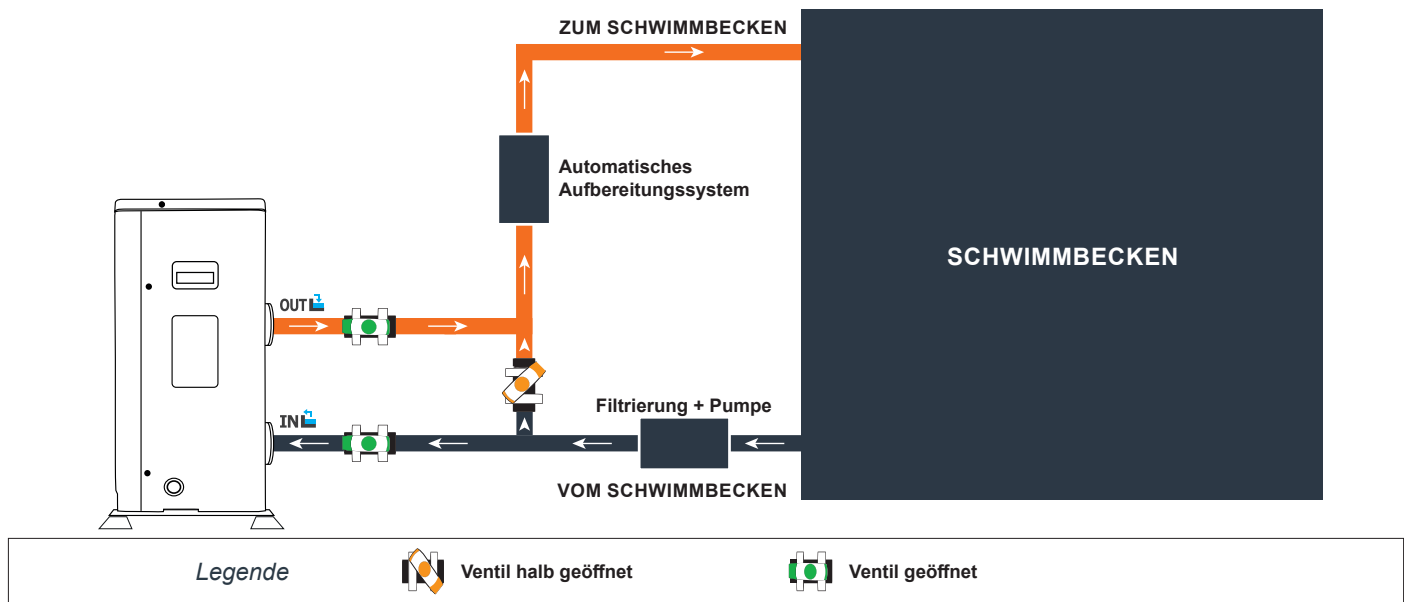 ZUM SCHWIMMBECKEN
Automatisches
Aufbereitungssystem
SCHWIMMBECKEN
OUT
IN
Filtrierung + Pumpe
VOM SCHWIMMBECKEN
Legende
Ventil halb geöffnet
Ventil geöffnet